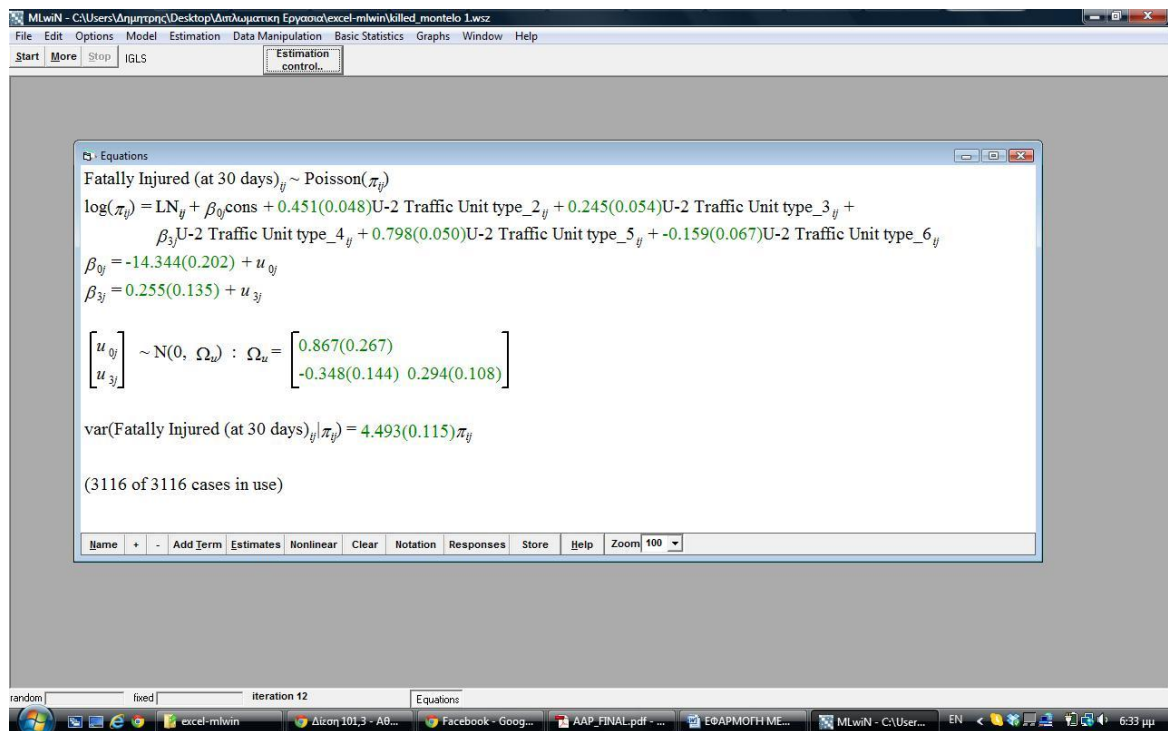 MLwiN - C:\Users\Δημητρης\Desktop\Διπλωματικη Εργασια\excel-mlwin\killed_montelo 1.wsz
File Edit Options Model Estimation Data Manipulation Basic Statistics Graphs Window Help
Start More Stop IGLS Estimation control..
Equations
Fatally Injured (at 30 days)ij ~ Poisson(πij)
log(πij) = LNij + β0jcons + 0.451(0.048)U-2 Traffic Unit type_2ij + 0.245(0.054)U-2 Traffic Unit type_3ij +
β3jU-2 Traffic Unit type_4ij + 0.798(0.050)U-2 Traffic Unit type_5ij + -0.159(0.067)U-2 Traffic Unit type_6ij
β0j = -14.344(0.202) + u0j
β3j = 0.255(0.135) + u3j
[u0j] ~ N(0, Ωu) : Ωu = [0.867(0.267)
[u3j] -0.348(0.144) 0.294(0.108)]
var(Fatally Injured (at 30 days)ij|πij) = 4.493(0.115)πij
(3116 of 3116 cases in use)
Name + - Add Term Estimates Nonlinear Clear Notation Responses Store Help Zoom 100
random fixed iteration 12 Equations
excel-mlwin Δίεση 101,3 - Αθ... Facebook - Goog... AAP_FINAL.pdf - ... ΕΦΑΡΜΟΓΗ ΜΕ... MLwiN - C:\User... EN 6:33 μμ